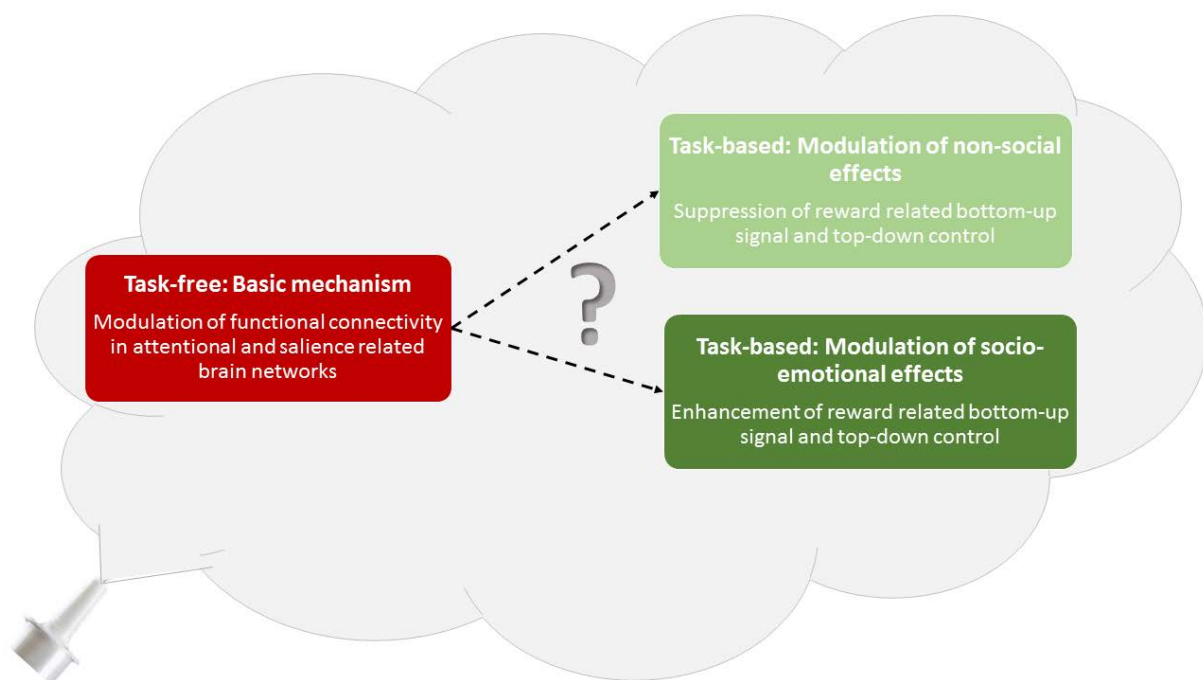 Task-based: Modulation of non-social
effects
Suppression of reward related bottom-up
signal and top-down control
Task-free: Basic mechanism
Modulation of functional connectivity
in attentional and salience related
brain networks
?
Task-based: Modulation of socio-
emotional effects
Enhancement of reward related bottom-up
signal and top-down control